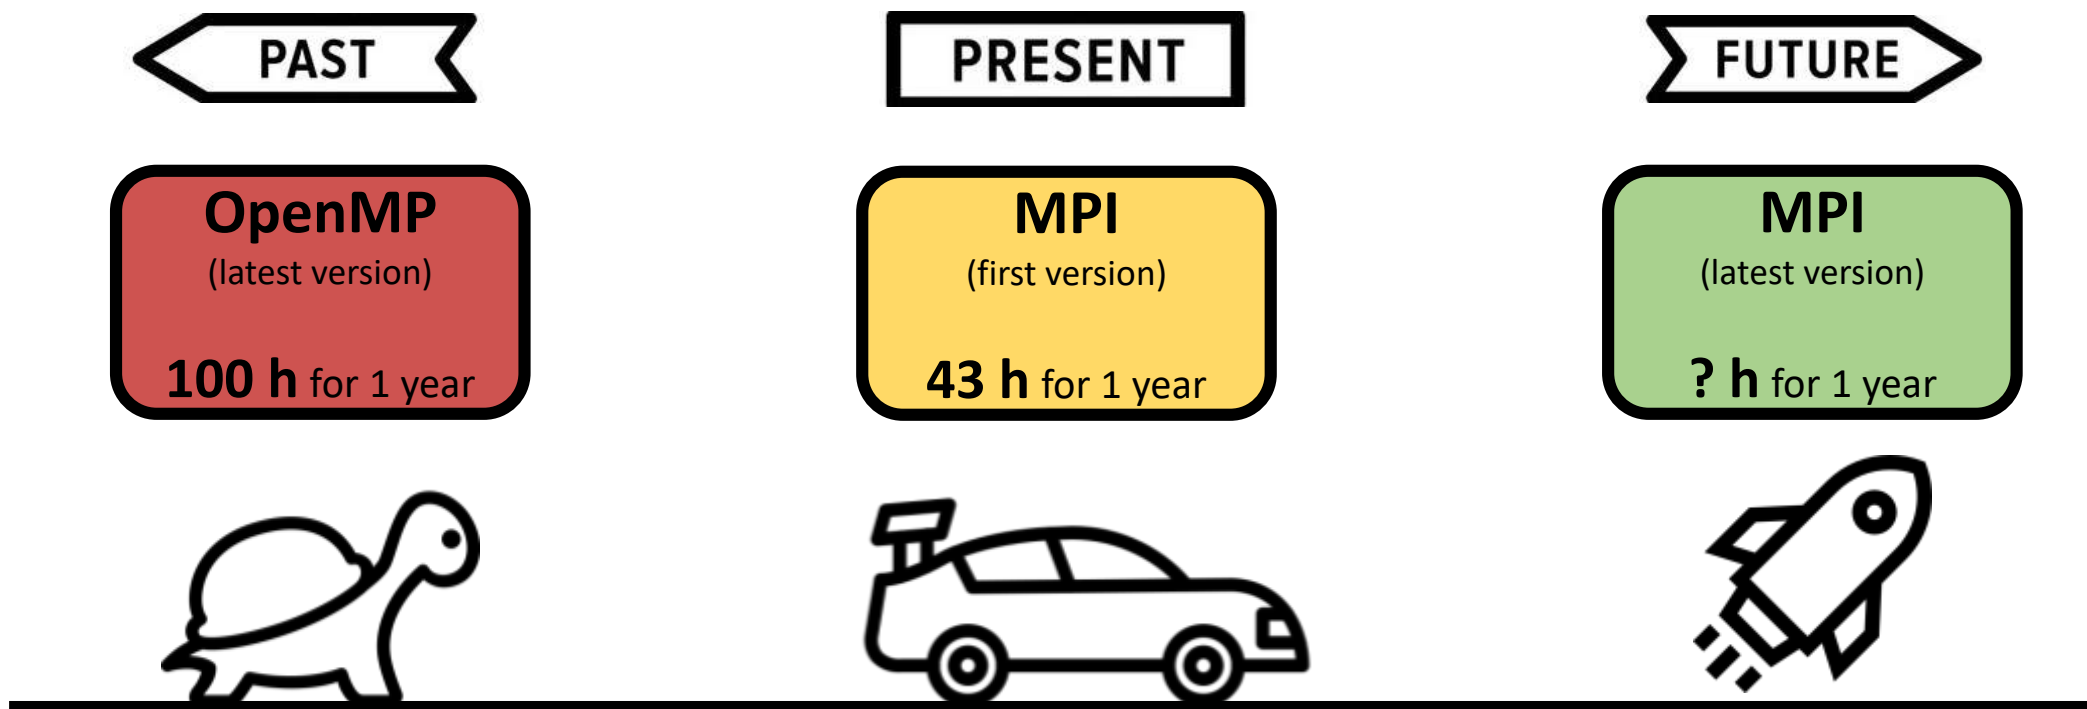 PAST
PRESENT
FUTURE
OpenMP
(latest version)
100 h for 1 year
MPI
(first version)
43 h for 1 year
MPI
(latest version)
? h for 1 year